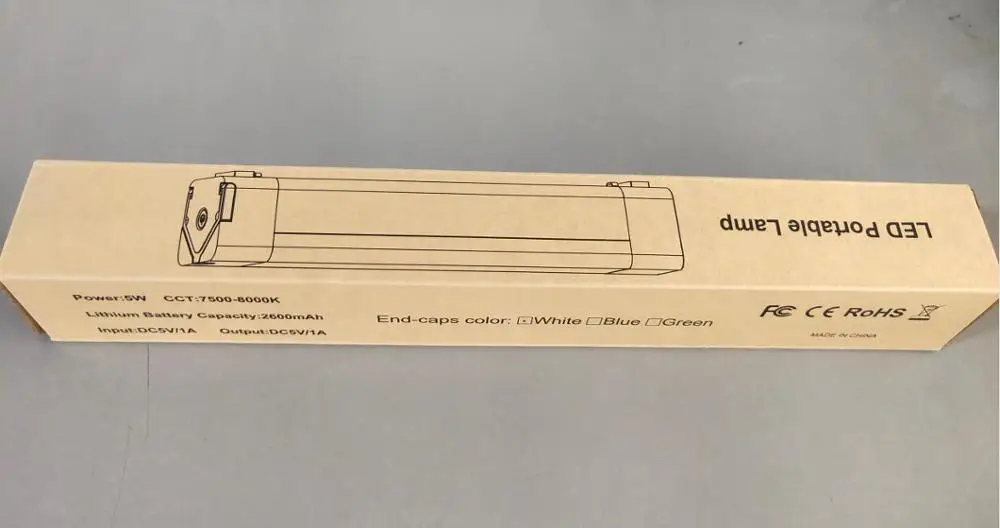 LED Portable Lamp
Power:5W CCT:7500-8000K
Lithium Battery Capacity:2600mAh
Input:DC5V/1A Output:DC5V/1A
End-caps color: White Blue Green
FC CE RoHS
MADE IN CHINA